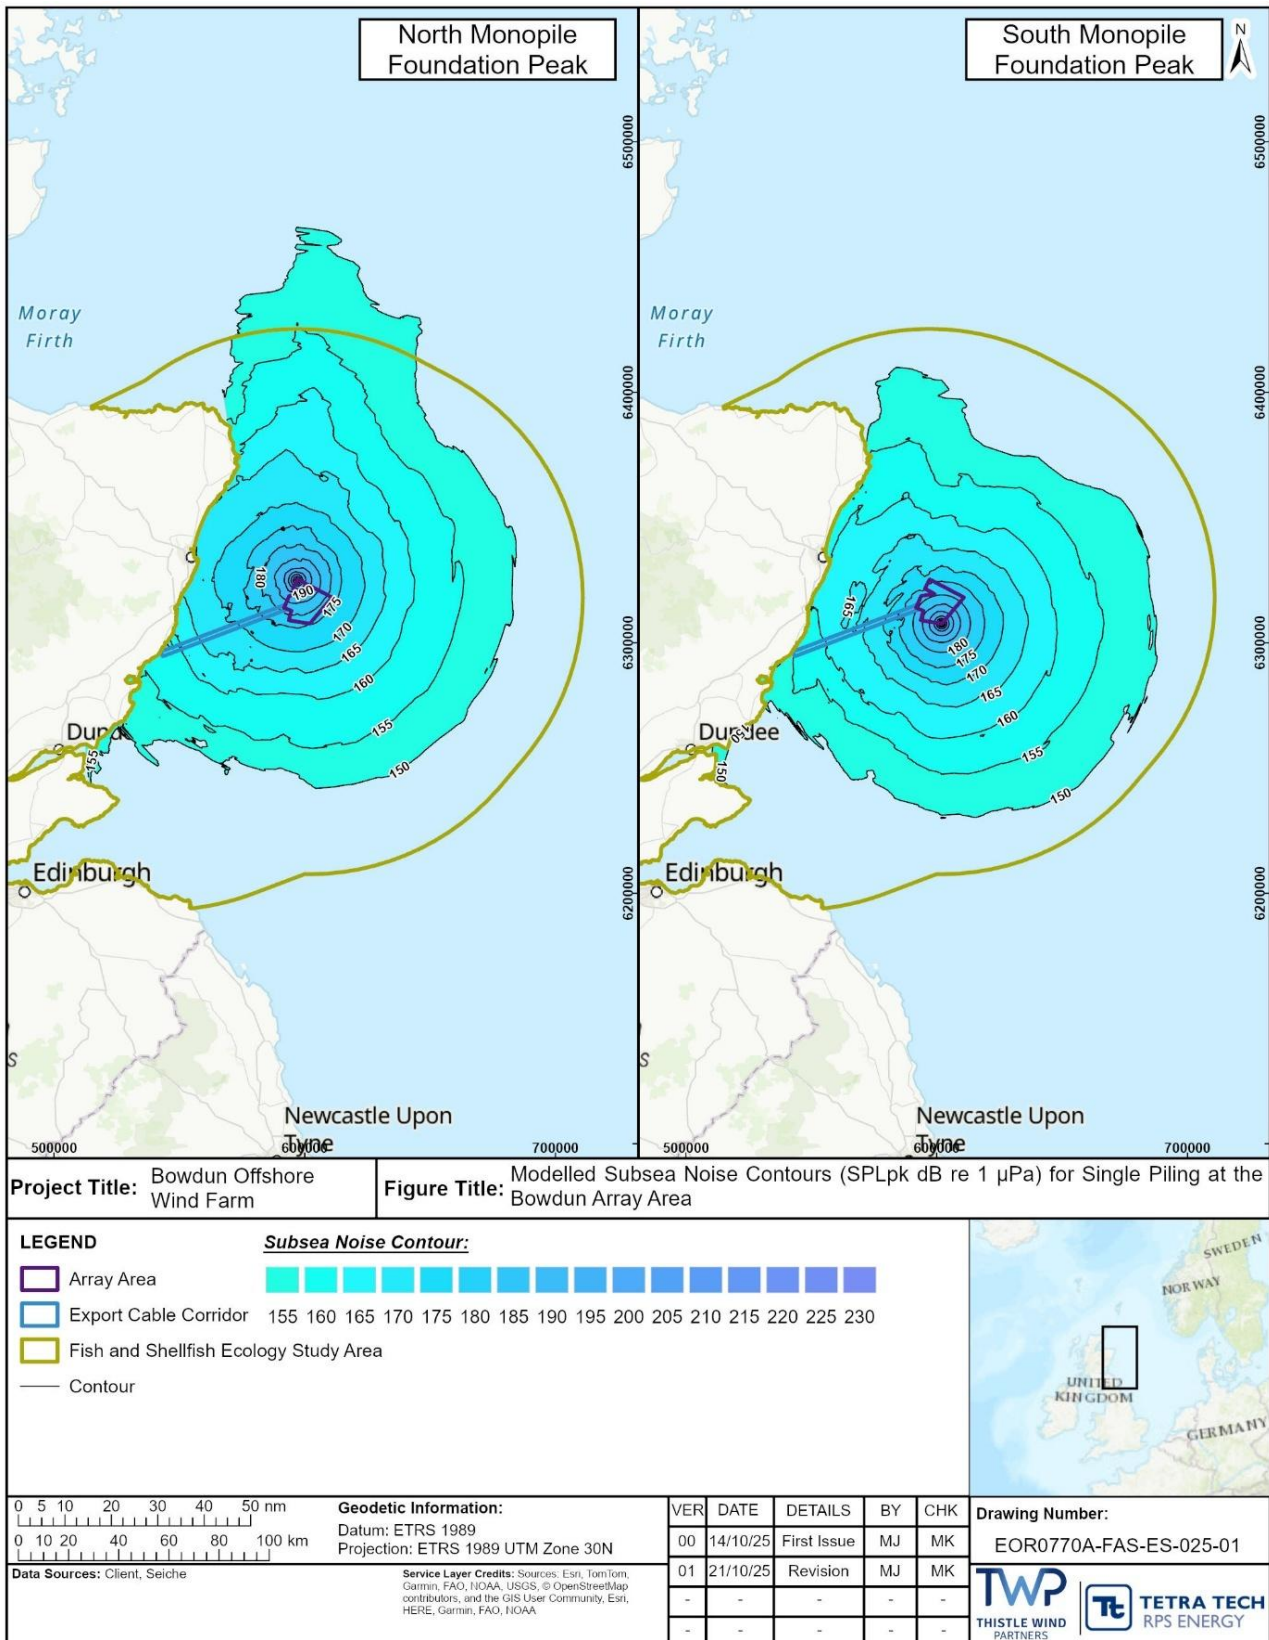 North Monopile
Foundation Peak
Moray
Firth
180
190
175
170
165
160
155
150
155
Edinburgh
Newcastle Upon
Tyne
500000
600000
700000
6500000
6400000
6300000
6200000
South Monopile
Foundation Peak
N
Moray
Firth
165
180
175
170
165
160
155
150
150
150
Dundee
Edinburgh
Newcastle Upon
Tyne
500000
600000
700000
6500000
6400000
6300000
6200000
Project Title: Bowdun Offshore
Wind Farm
Figure Title: Modelled Subsea Noise Contours (SPLpk dB re 1 µPa) for Single Piling at the
Bowdun Array Area
LEGEND
Array Area
Export Cable Corridor
Fish and Shellfish Ecology Study Area
Contour
Subsea Noise Contour:
155 160 165 170 175 180 185 190 195 200 205 210 215 220 225 230
SWEDEN
NORWAY
UNITED
KINGDOM
GERMANY
0 5 10 20 30 40 50 nm
0 10 20 40 60 80 100 km
Data Sources: Client, Seiche
Geodetic Information:
Datum: ETRS 1989
Projection: ETRS 1989 UTM Zone 30N
Service Layer Credits: Sources: Esri, TomTom,
Garmin, FAO, NOAA, USGS, © OpenStreetMap
contributors, and the GIS User Community, Esri,
HERE, Garmin, FAO, NOAA
VER DATE DETAILS BY CHK
00 14/10/25 First Issue MJ MK
01 21/10/25 Revision MJ MK
- - - - -
- - - - -
Drawing Number:
EOR0770A-FAS-ES-025-01
TWP
THISTLE WIND
PARTNERS
Tt
TETRA TECH
RPS ENERGY